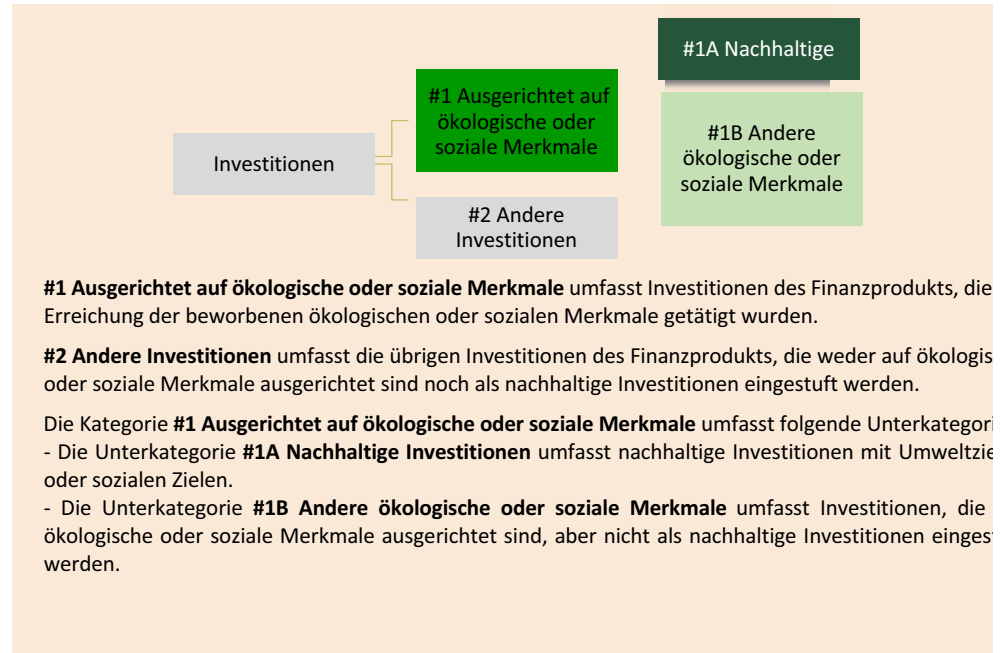 #1A Nachhaltige
#1 Ausgerichtet auf
ökologische oder
soziale Merkmale
#1B Andere
ökologische oder
soziale Merkmale
Investitionen
#2 Andere
Investitionen
#1 Ausgerichtet auf ökologische oder soziale Merkmale umfasst Investitionen des Finanzprodukts, die
Erreichung der beworbenen ökologischen oder sozialen Merkmale getätigt wurden.
#2 Andere Investitionen umfasst die übrigen Investitionen des Finanzprodukts, die weder auf ökologis
oder soziale Merkmale ausgerichtet sind noch als nachhaltige Investitionen eingestuft werden.
Die Kategorie #1 Ausgerichtet auf ökologische oder soziale Merkmale umfasst folgende Unterkategori
- Die Unterkategorie #1A Nachhaltige Investitionen umfasst nachhaltige Investitionen mit Umweltzie
oder sozialen Zielen.
- Die Unterkategorie #1B Andere ökologische oder soziale Merkmale umfasst Investitionen, die
ökologische oder soziale Merkmale ausgerichtet sind, aber nicht als nachhaltige Investitionen eingest
werden.